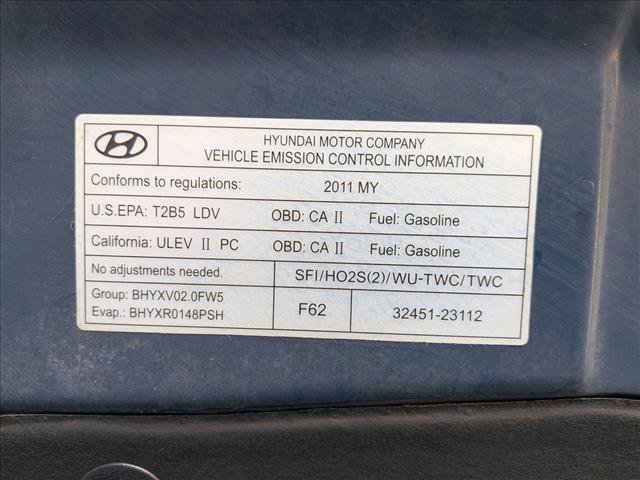 HYUNDAI MOTOR COMPANY
VEHICLE EMISSION CONTROL INFORMATION
Conforms to regulations: 2011 MY
U.S.EPA: T2B5 LDV OBD: CA II Fuel: Gasoline
California: ULEV II PC OBD: CA II Fuel: Gasoline
No adjustments needed. SFI/HO2S(2)/WU-TWC/TWC
Group: BHYXV02.0FW5
Evap.: BHYXR0148PSH
F62 32451-23112